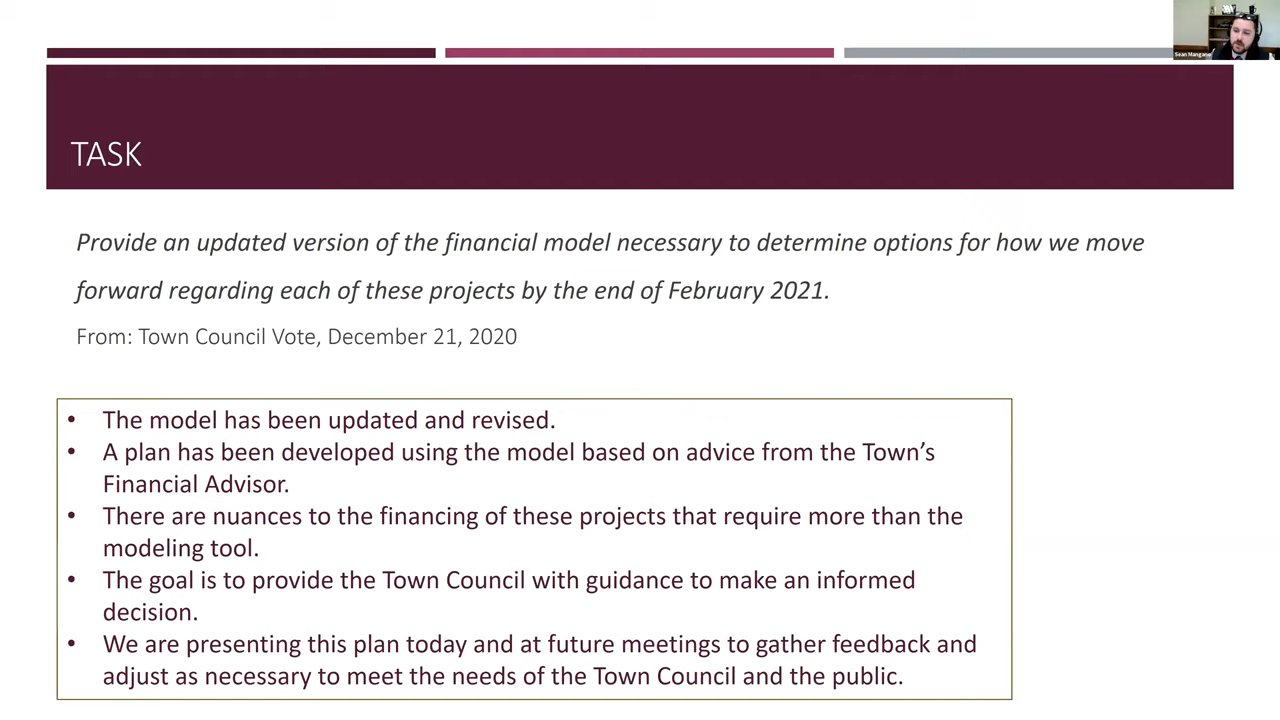 Sean Mangano
TASK
Provide an updated version of the financial model necessary to determine options for how we move
forward regarding each of these projects by the end of February 2021.
From: Town Council Vote, December 21, 2020
• The model has been updated and revised.
• A plan has been developed using the model based on advice from the Town’s
Financial Advisor.
• There are nuances to the financing of these projects that require more than the
modeling tool.
• The goal is to provide the Town Council with guidance to make an informed
decision.
• We are presenting this plan today and at future meetings to gather feedback and
adjust as necessary to meet the needs of the Town Council and the public.